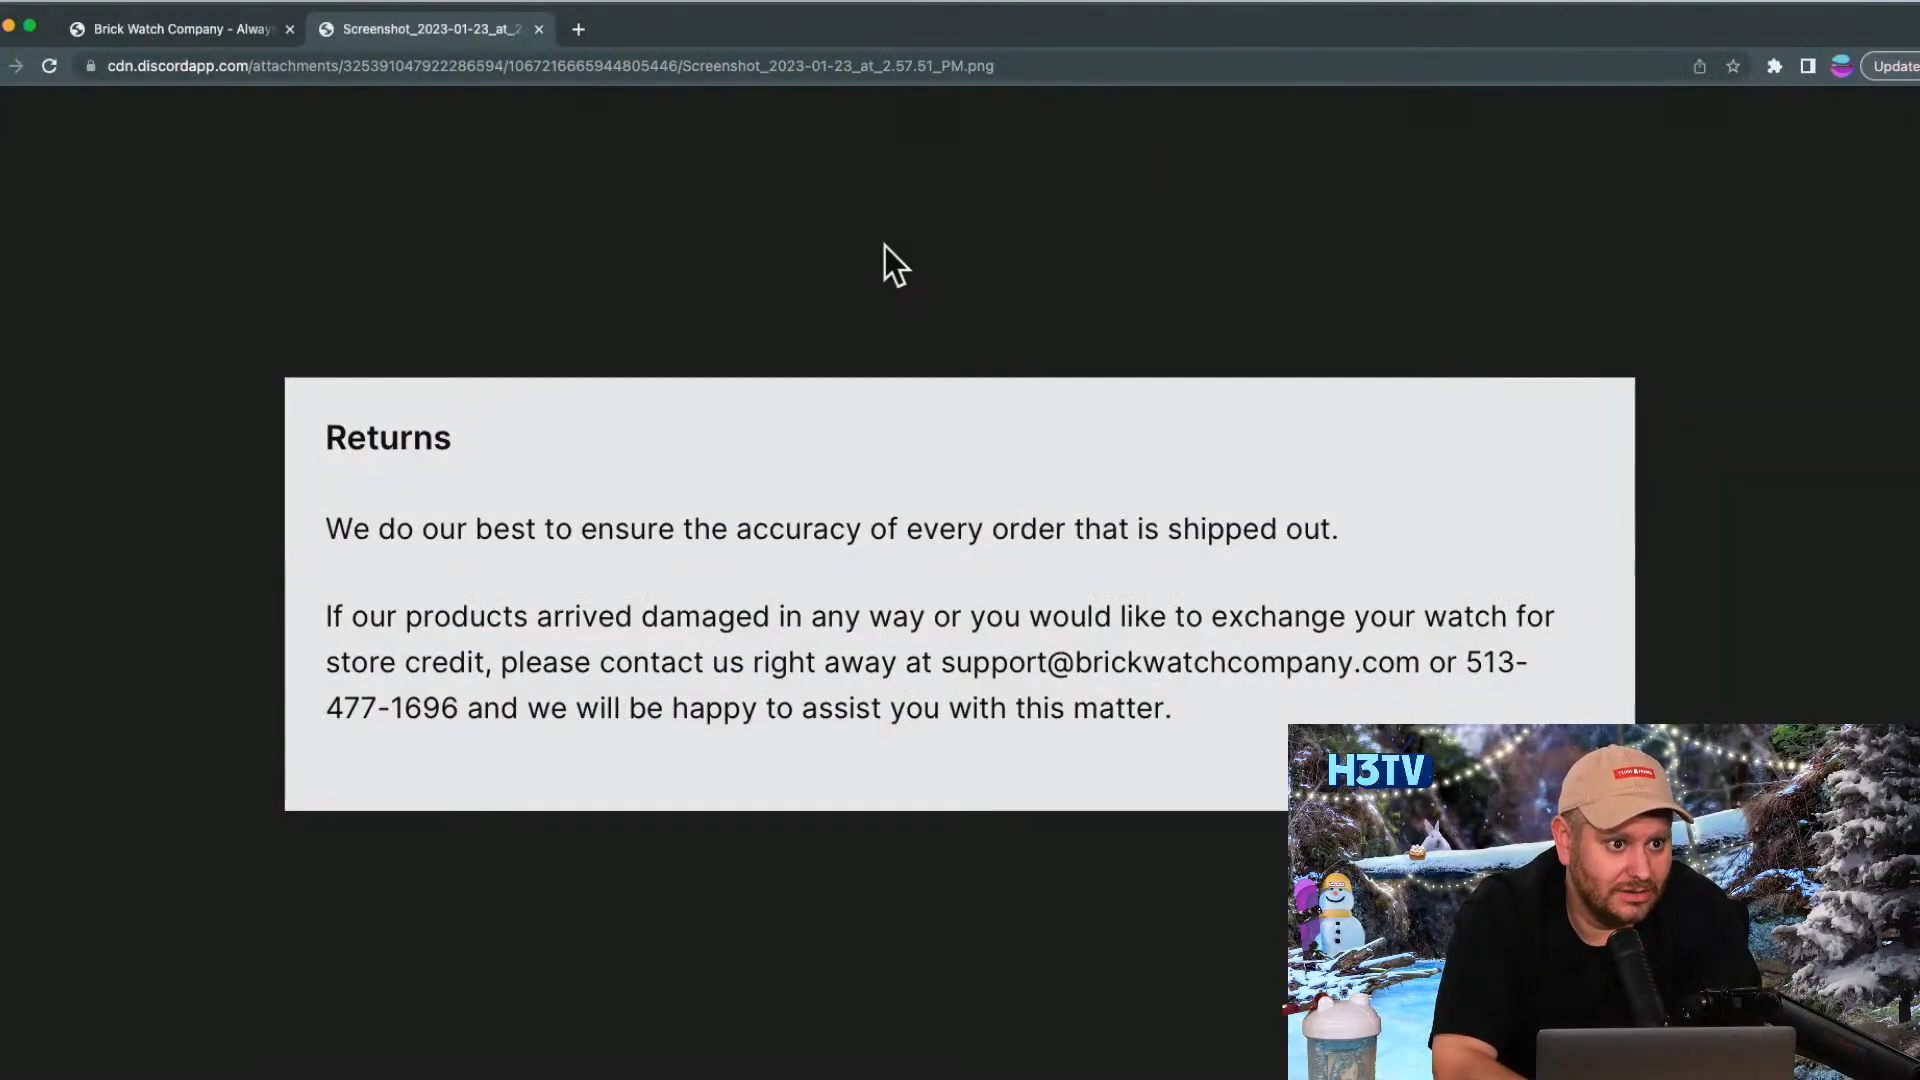 Brick Watch Company - Alway
Screenshot_2023-01-23_at_2
cdn.discordapp.com/attachments/325391047922286594/1067216665944805446/Screenshot_2023-01-23_at_2.57.51_PM.png
Update
Returns
We do our best to ensure the accuracy of every order that is shipped out.
If our products arrived damaged in any way or you would like to exchange your watch for
store credit, please contact us right away at support@brickwatchcompany.com or 513-
477-1696 and we will be happy to assist you with this matter.
H3TV